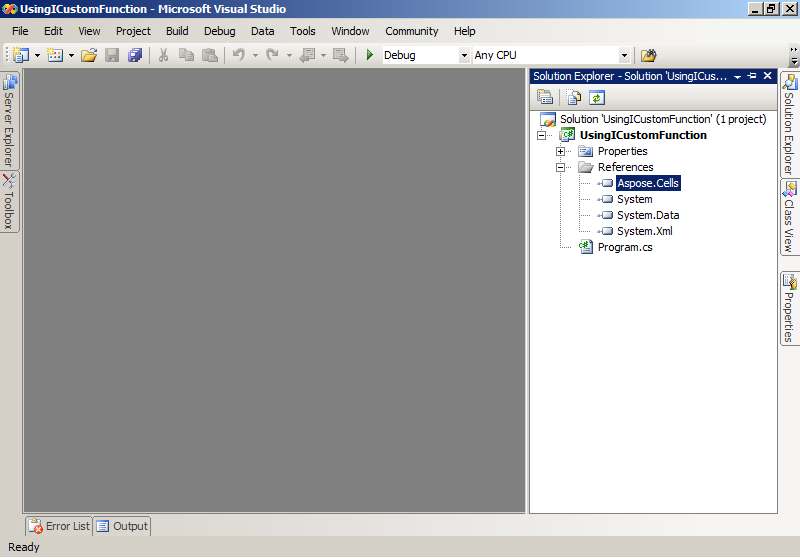 UsingICustomFunction - Microsoft Visual Studio
File Edit View Project Build Debug Data Tools Window Community Help
Debug Any CPU
Server Explorer
Toolbox
Solution Explorer - Solution 'UsingICus...
Solution 'UsingICustomFunction' (1 project)
UsingICustomFunction
Properties
References
Aspose.Cells
System
System.Data
System.Xml
Program.cs
Solution Explorer
Class View
Properties
Error List Output
Ready